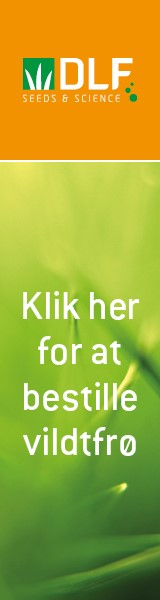 DLF
SEEDS & SCIENCE
Klik her
for at
bestille
vildtfrø